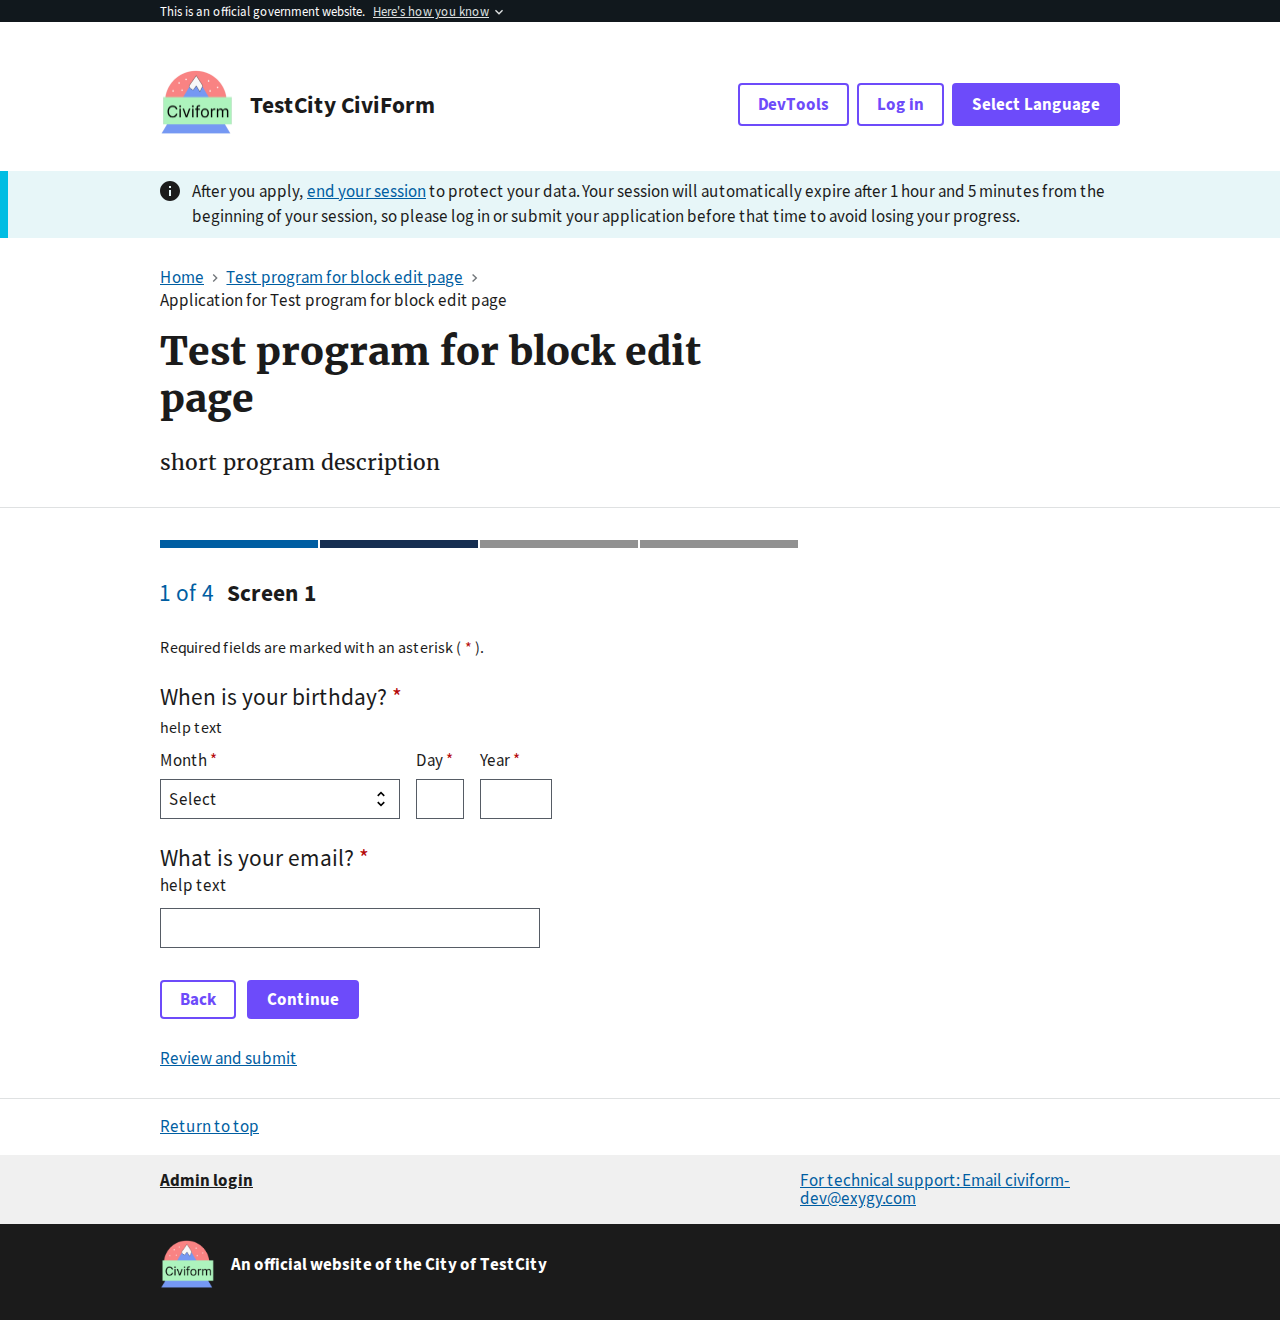 This is an official government website. Here's how you know
Civiform
TestCity CiviForm
DevTools
Log in
Select Language
After you apply, end your session to protect your data. Your session will automatically expire after 1 hour and 5 minutes from the
beginning of your session, so please log in or submit your application before that time to avoid losing your progress.
Home
Test program for block edit page
Application for Test program for block edit page
Test program for block edit
page
short program description
1 of 4 Screen 1
Required fields are marked with an asterisk ( * ).
When is your birthday? *
help text
Month *
Day *
Year *
Select
What is your email? *
help text
Back
Continue
Review and submit
Return to top
Admin login
For technical support: Email civiform-
dev@exygy.com
Civiform
An official website of the City of TestCity